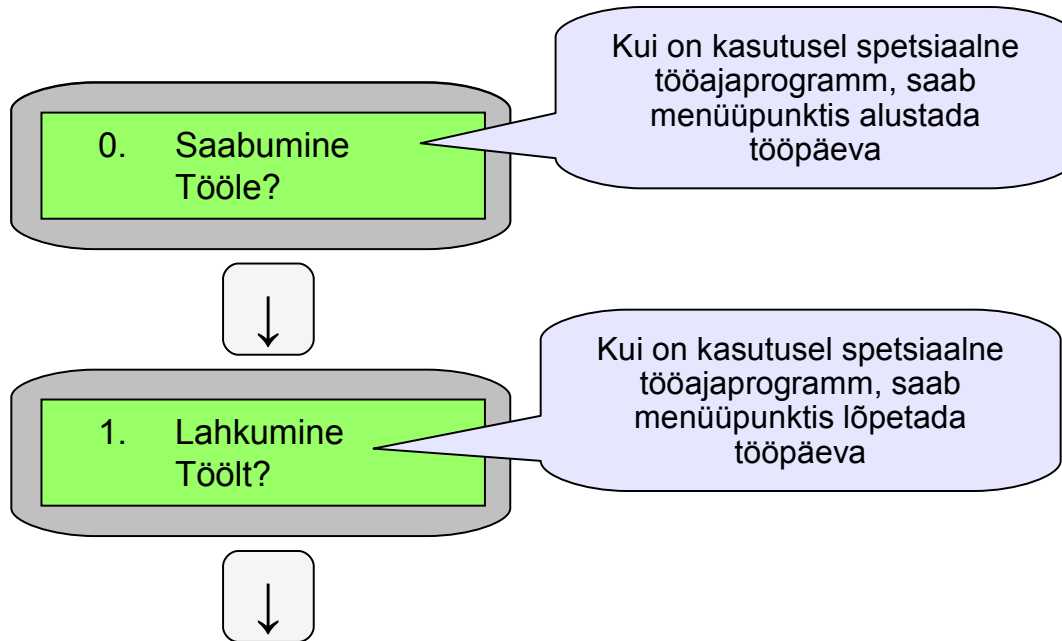 Kui on kasutusel spetsiaalne
tööajaprogramm, saab
menüüpunktis alustada
tööpäeva
0. Saabumine
Tööle?
↓
Kui on kasutusel spetsiaalne
tööajaprogramm, saab
menüüpunktis lõpetada
tööpäeva
1. Lahkumine
Töölt?
↓